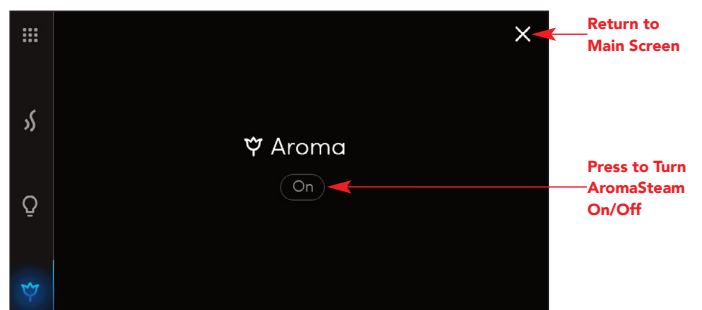 Return to
Main Screen
Aroma
On
Press to Turn
AromaSteam
On/Off